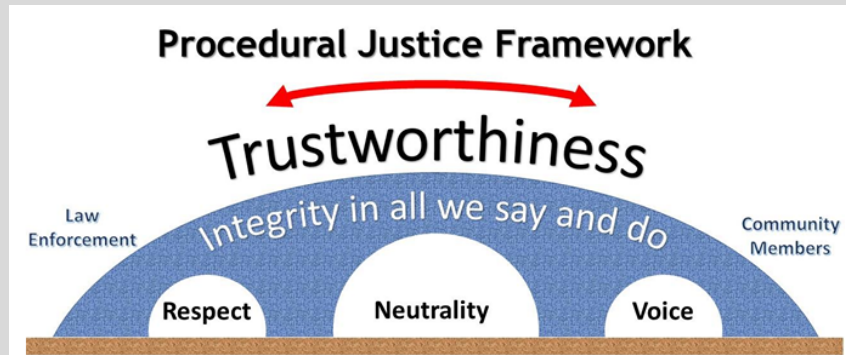 Procedural Justice Framework
Trustworthiness
Integrity in all we say and do
Law
Enforcement
Community
Members
Respect
Neutrality
Voice